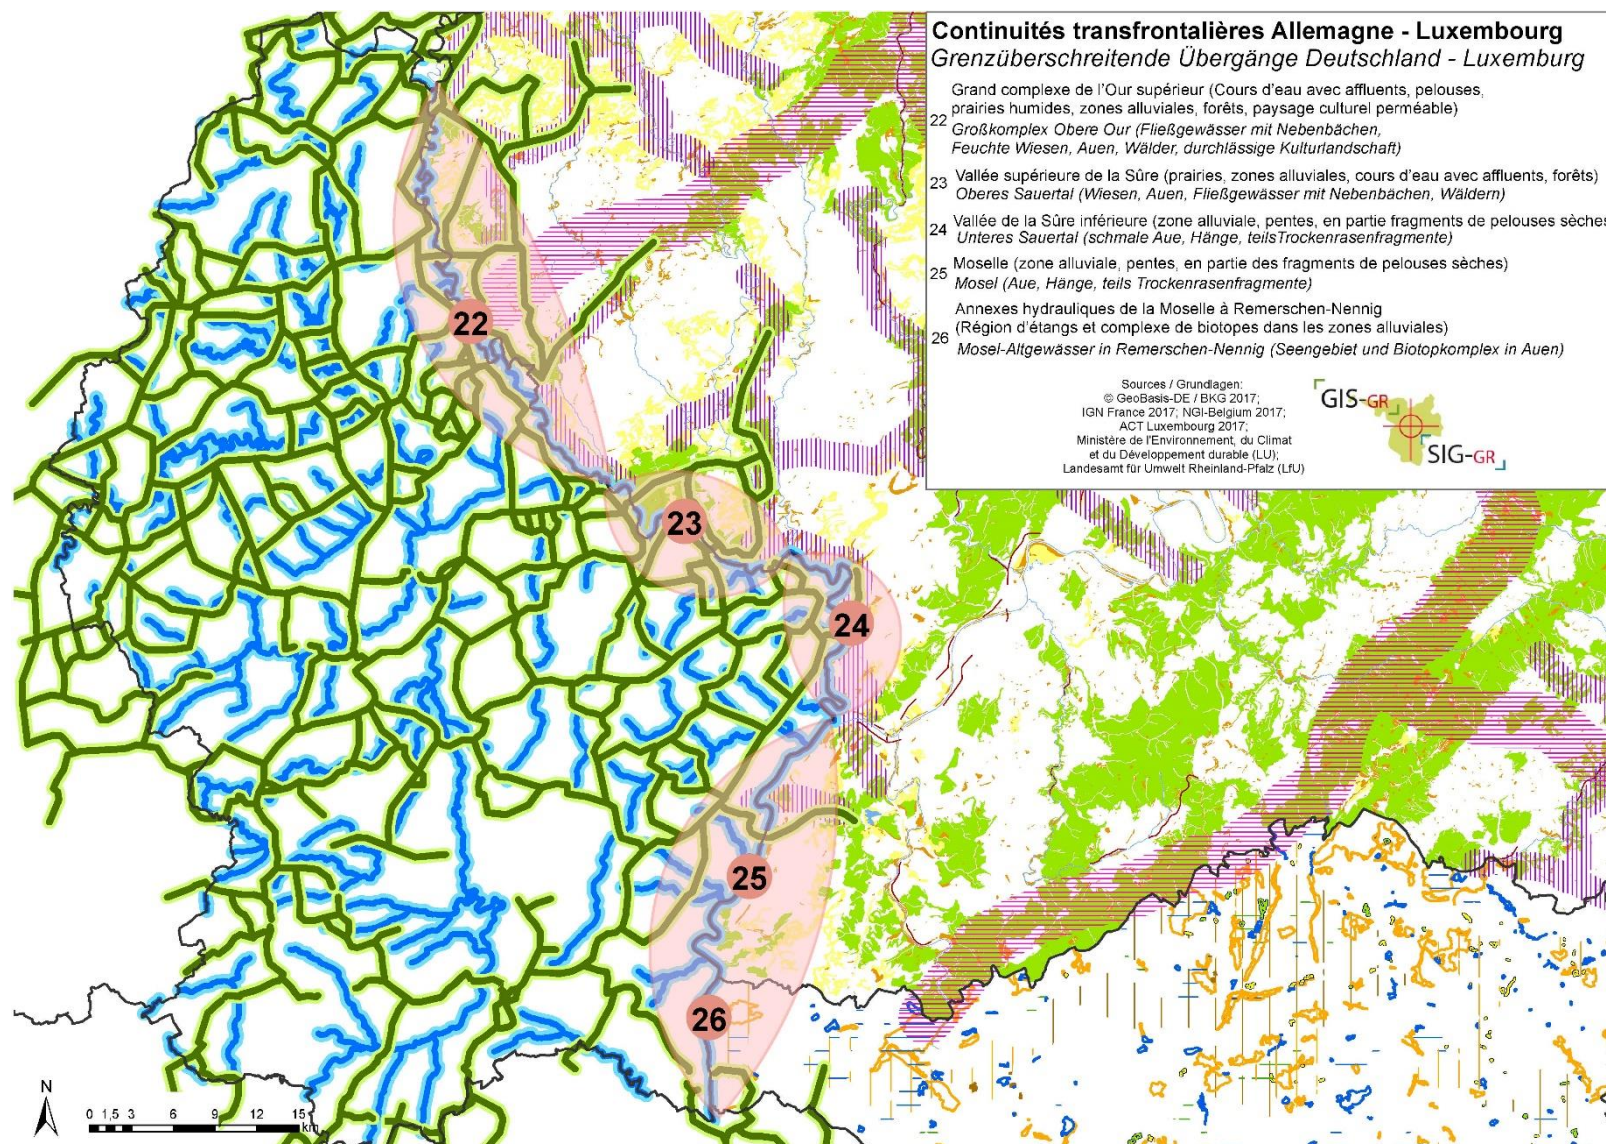 Continuités transfrontalières Allemagne - Luxembourg
Grenzüberschreitende Übergänge Deutschland - Luxemburg
Grand complexe de l'Our supérieur (Cours d'eau avec affluents, pelouses,
prairies humides, zones alluviales, forêts, paysage culturel perméable)
22
Großkomplex Obere Our (Fließgewässer mit Nebenbächen,
Feuchte Wiesen, Auen, Wälder, durchlässige Kulturlandschaft)
Vallée supérieure de la Sûre (prairies, zones alluviales, cours d'eau avec affluents, forêts)
23
Oberes Sauertal (Wiesen, Auen, Fließgewässer mit Nebenbächen, Wäldern)
Vallée de la Sûre inférieure (zone alluviale, pentes, en partie fragments de pelouses sèches
24
Unteres Sauertal (schmale Aue, Hänge, teilsTrockenrasenfragmente)
Moselle (zone alluviale, pentes, en partie des fragments de pelouses sèches)
25
Mosel (Aue, Hänge, teils Trockenrasenfragmente)
Annexes hydrauliques de la Moselle à Remerschen-Nennig
(Région d'étangs et complexe de biotopes dans les zones alluviales)
26
Mosel-Altgewässer in Remerschen-Nennig (Seengebiet und Biotopkomplex in Auen)
Sources / Grundlagen:
© GeoBasis-DE / BKG 2017;
IGN France 2017; NGI-Belgium 2017;
ACT Luxembourg 2017;
Ministère de l'Environnement, du Climat
et du Développement durable (LU);
Landesamt für Umwelt Rheinland-Pfalz (LfU)
GIS-GR
SIG-GR
22
23
24
25
26
N
0 1,5 3 6 9 12 15
km